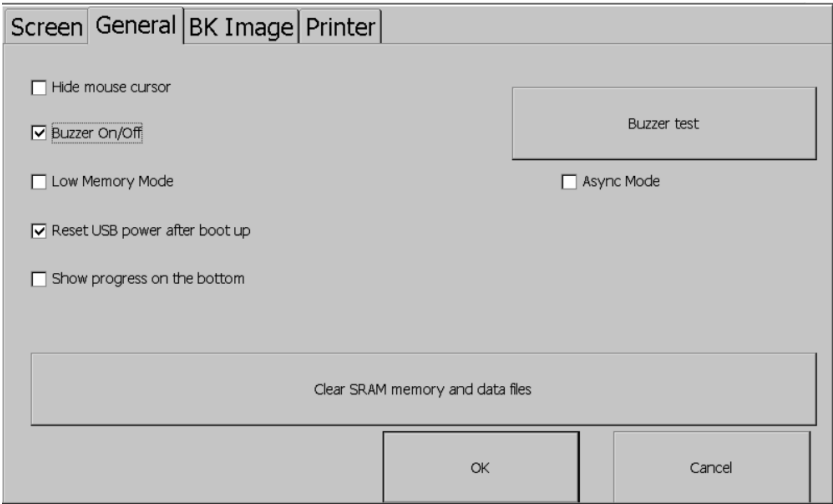 Screen General BK Image Printer
Hide mouse cursor
Buzzer On/Off
Buzzer test
Low Memory Mode
Async Mode
Reset USB power after boot up
Show progress on the bottom
Clear SRAM memory and data files
OK
Cancel